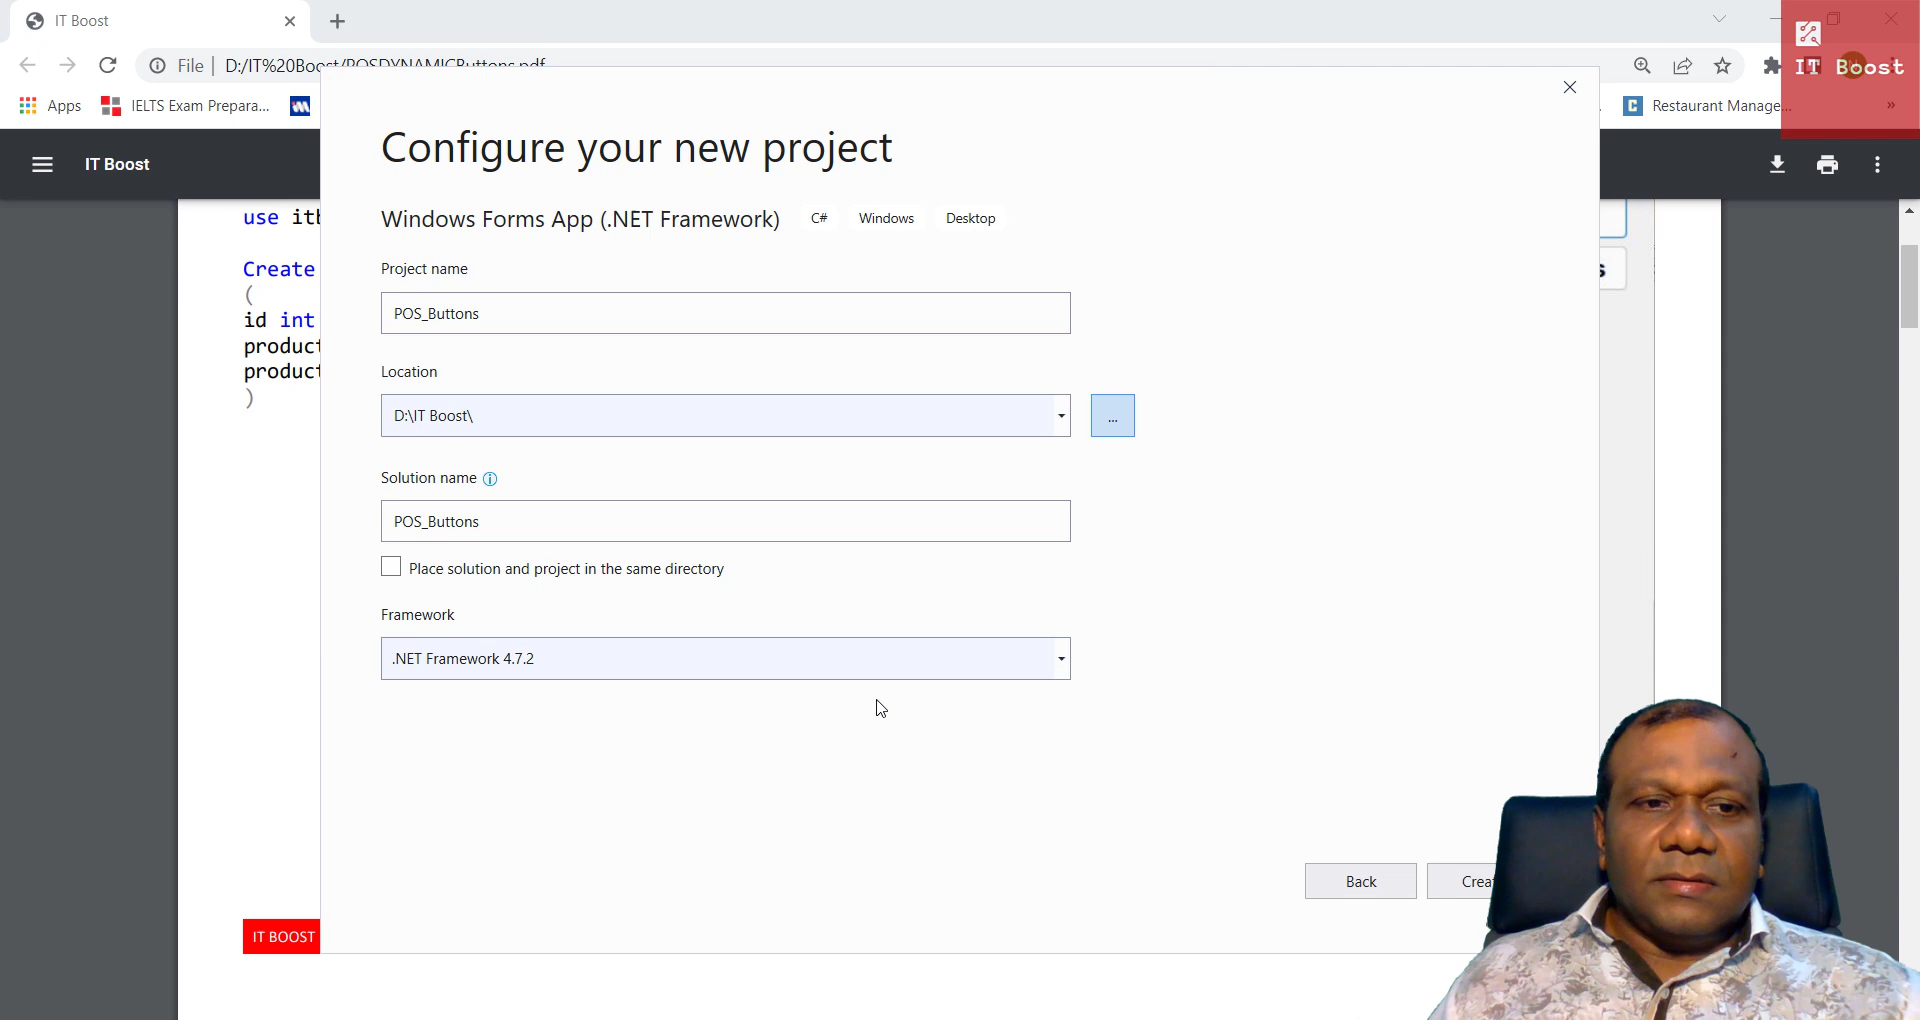 IT Boost
File
D:/IT%20Boost/POSDYNAMICButtons.pdf
IT Boost
Apps
IELTS Exam Prepara...
Restaurant Manage...
»
IT Boost
Configure your new project
Windows Forms App (.NET Framework)
C#
Windows
Desktop
use
Create
(
id int
product
product
)
Project name
POS_Buttons
Location
D:\IT Boost\
...
Solution name
POS_Buttons
Place solution and project in the same directory
Framework
.NET Framework 4.7.2
Back
IT BOOST